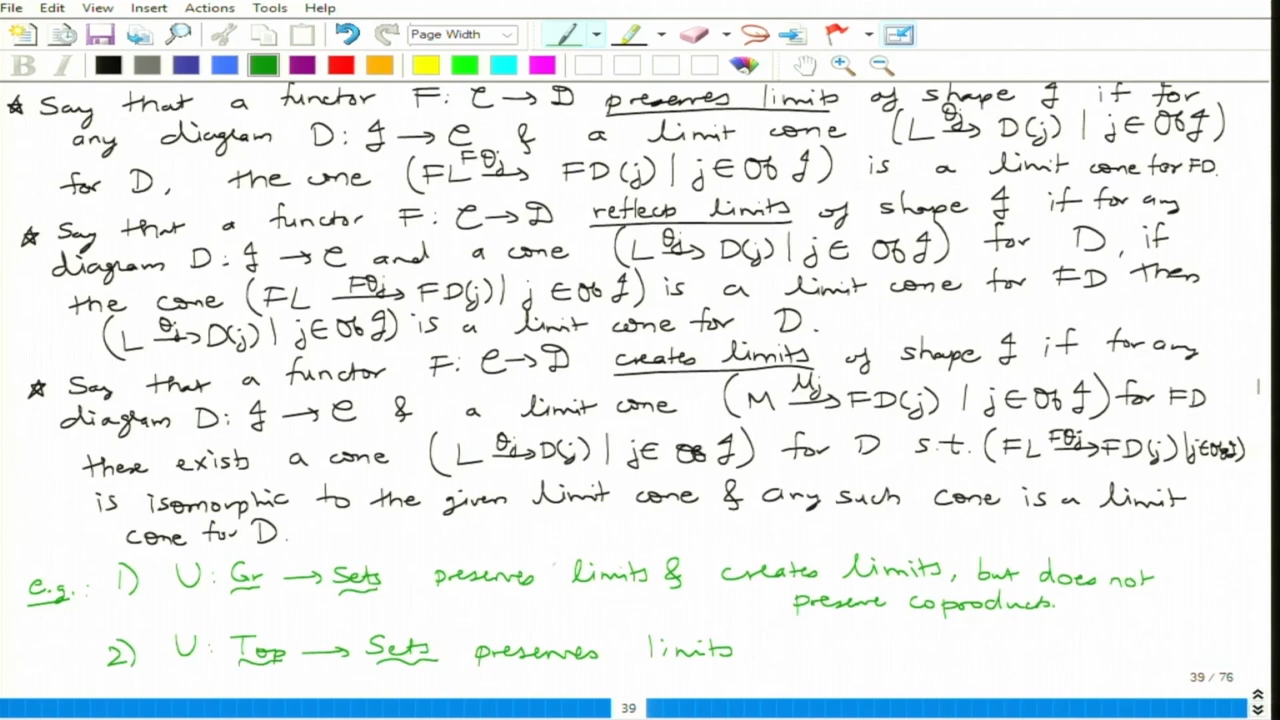 File Edit View Insert Actions Tools Help
Page Width
B I
☆ Say that a functor F: C → D preserves limits of shape J if for
any diagram D: J → C & a limit cone (L θj→ D(j) | j ∈ Ob J)
for D, the cone (FL Fθj→ FD(j) | j ∈ Ob J) is a limit cone for FD.
☆ Say that a functor F: C → D reflects limits of shape J if for any
diagram D: J → C and a cone (L θj→ D(j) | j ∈ Ob J) for D, if
the cone (FL Fθj→ FD(j) | j ∈ Ob J) is a limit cone for FD then
(L θj→ D(j) | j ∈ Ob J) is a limit cone for D.
☆ Say that a functor F: C → D creates limits of shape J if for any
diagram D: J → C & a limit cone (M μj→ FD(j) | j ∈ Ob J) for FD
there exists a cone (L θj→ D(j) | j ∈ Ob J) for D s.t. (FL Fθj→ FD(j) | j ∈ Ob J)
is isomorphic to the given limit cone & any such cone is a limit
cone for D.
e.g.: 1) U: Gr → Sets preserves limits & creates limits, but does not
preserve coproducts.
2) U: Top → Sets preserves limits
39 / 76
39